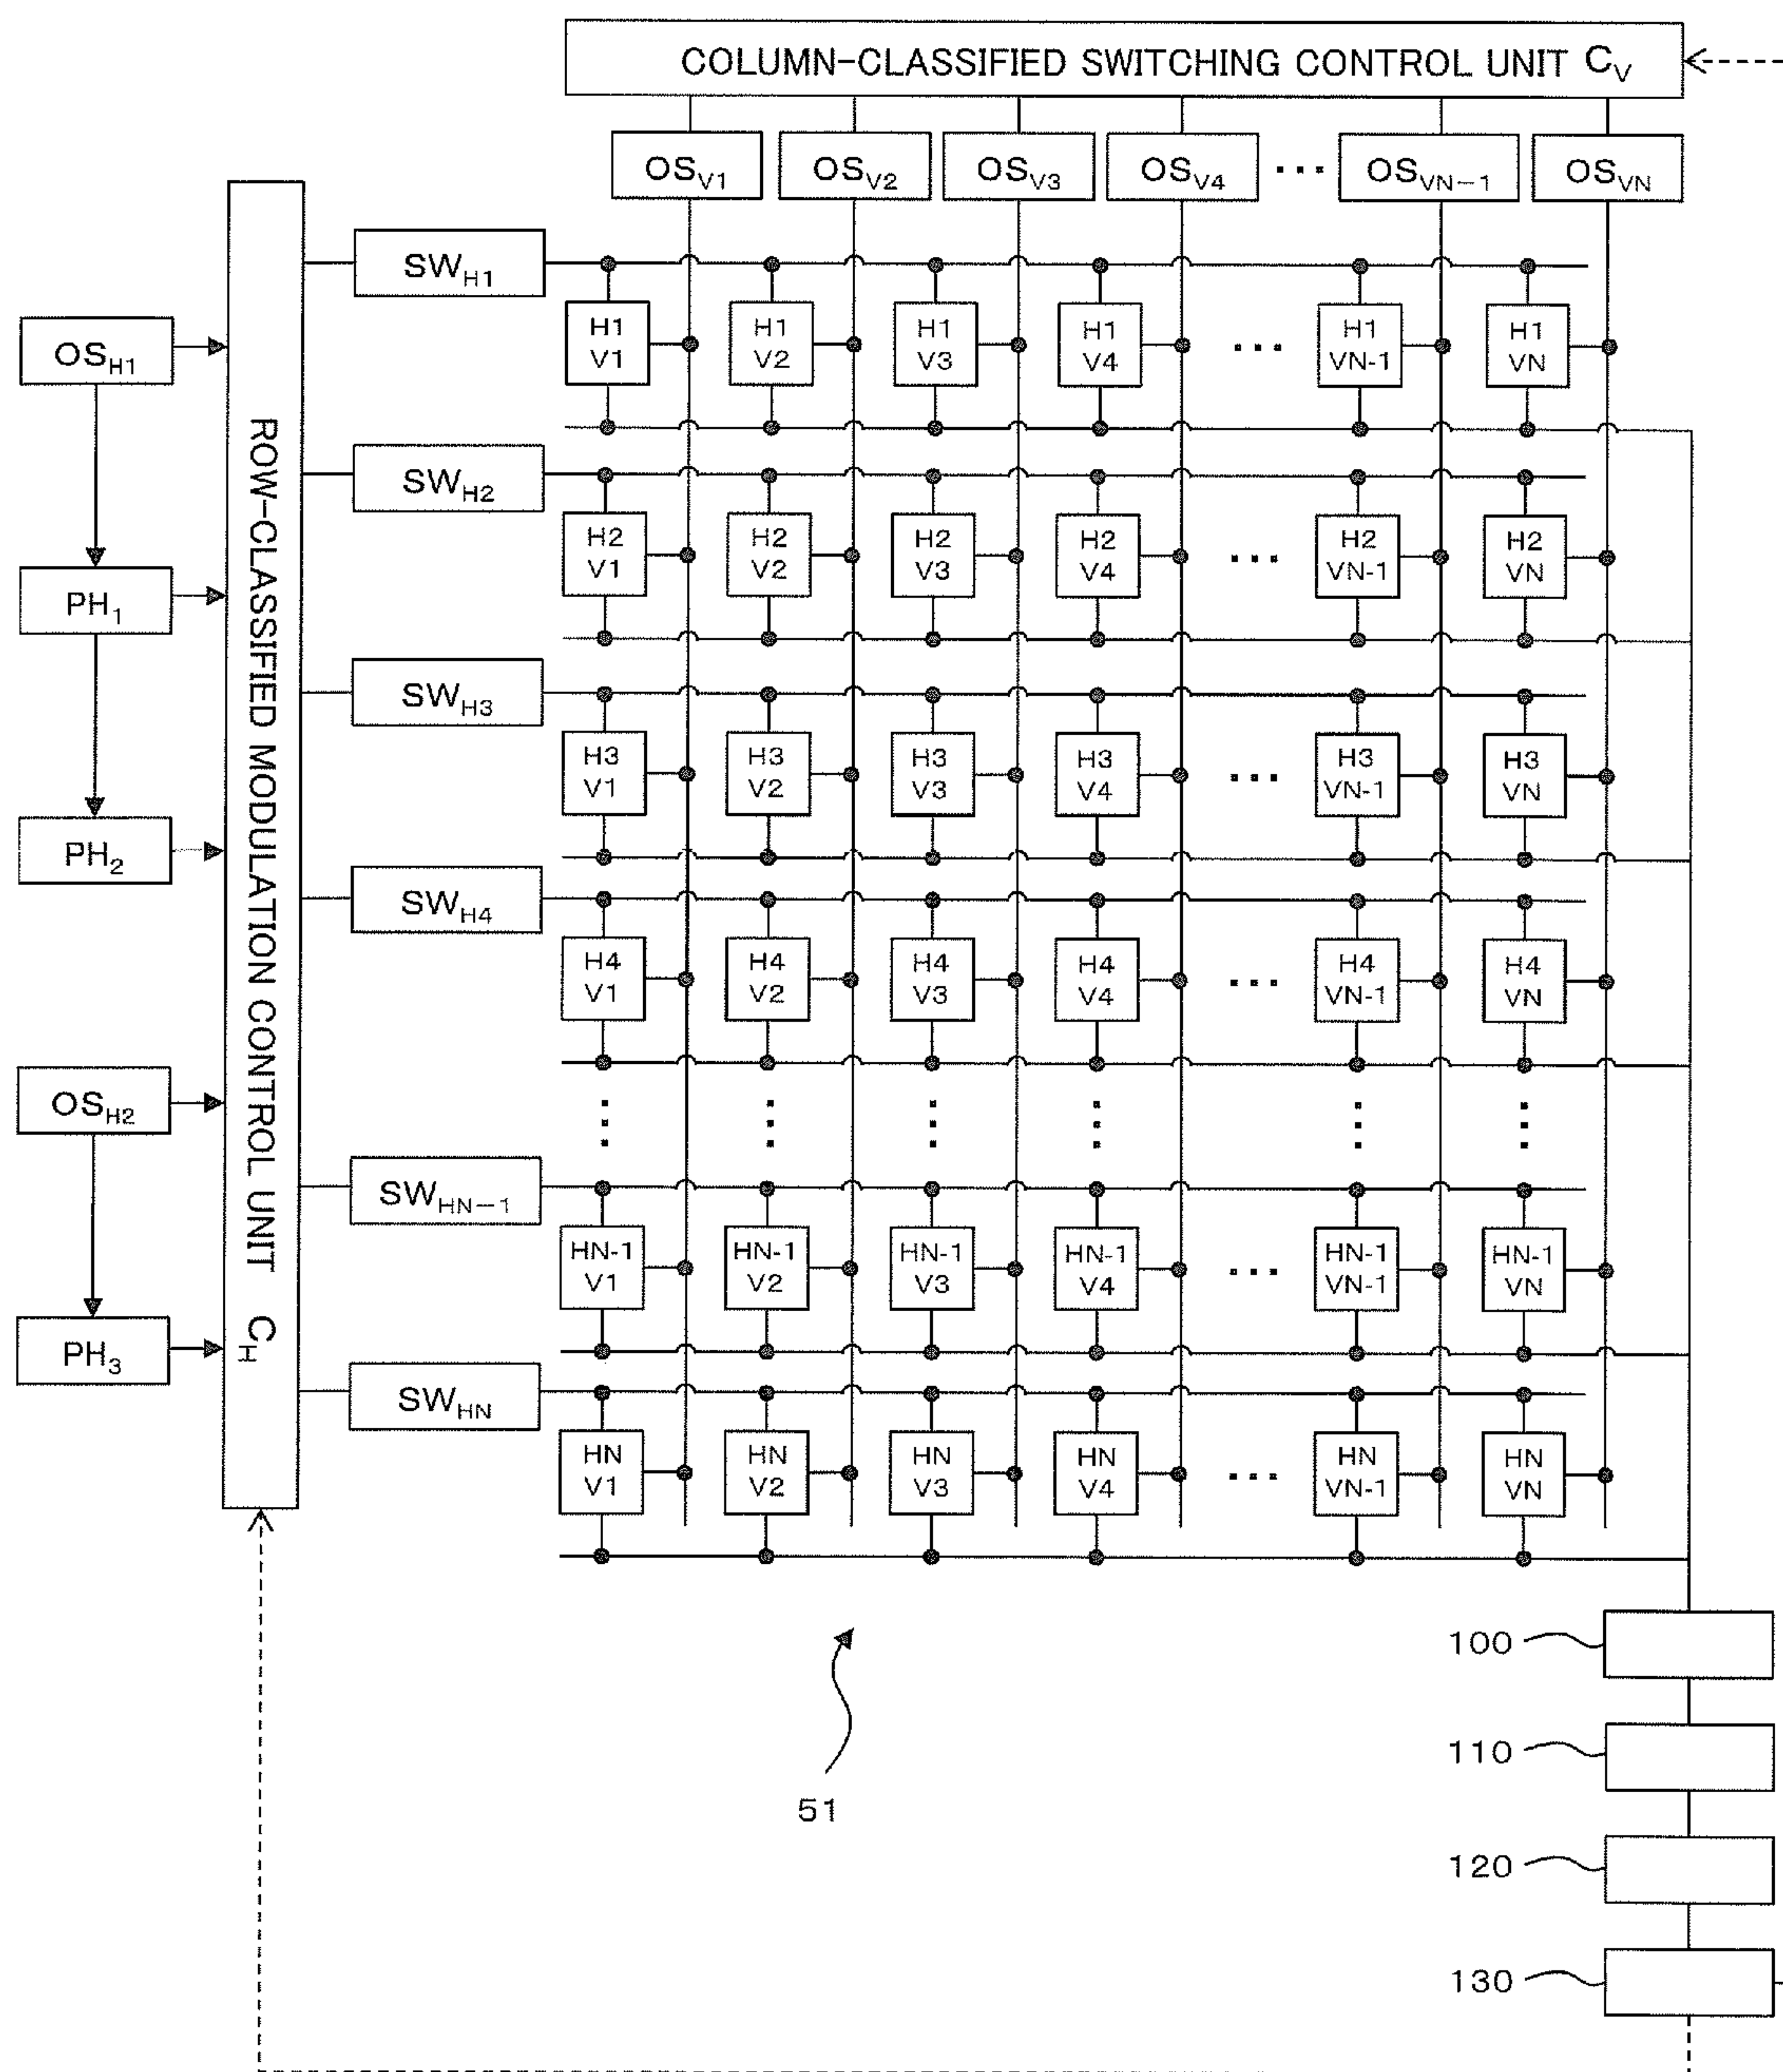 COLUMN-CLASSIFIED SWITCHING CONTROL UNIT CV
OSV1 OSV2 OSV3 OSV4 ··· OSVN-1 OSVN
ROW-CLASSIFIED MODULATION CONTROL UNIT CH
OSH1
PH1
PH2
OSH2
PH3
SWH1
H1 H1 H1 H1 H1 H1
V1 V2 V3 V4 ··· VN-1 VN
SWH2
H2 H2 H2 H2 H2 H2
V1 V2 V3 V4 ··· VN-1 VN
SWH3
H3 H3 H3 H3 H3 H3
V1 V2 V3 V4 ··· VN-1 VN
SWH4
H4 H4 H4 H4 H4 H4
V1 V2 V3 V4 ··· VN-1 VN
SWHN-1
HN-1 HN-1 HN-1 HN-1 HN-1 HN-1
V1 V2 V3 V4 ··· VN-1 VN
SWHN
HN HN HN HN HN HN
V1 V2 V3 V4 ··· VN-1 VN
100
110
51
120
130